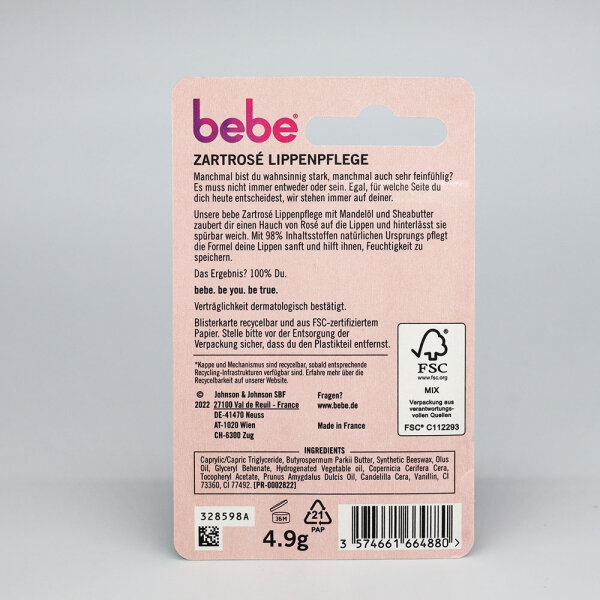 bebe®
ZARTROSÉ LIPPENPFLEGE
Manchmal bist du wahnsinnig stark, manchmal auch sehr feinfühlig?
Es muss nicht immer entweder oder sein. Egal, für welche Seite du
dich heute entscheidest, wir stehen immer auf deiner.
Unsere bebe Zartrosé Lippenpflege mit Mandelöl und Sheabutter
zaubert dir einen Hauch von Rosé auf die Lippen und hinterlässt sie
spürbar weich. Mit 98% Inhaltsstoffen natürlichen Ursprungs pflegt
die Formel deine Lippen sanft und hilft ihnen, Feuchtigkeit zu
speichern.
Das Ergebnis? 100% Du.
bebe. be you. be true.
Verträglichkeit dermatologisch bestätigt.
Blisterkarte recycelbar und aus FSC-zertifiziertem
Papier. Stelle bitte vor der Entsorgung der
Verpackung sicher, dass du den Plastikteil entfernst.
*Kappe und Mechanismus sind recycelbar, sobald entsprechende
Recycling-Infrastrukturen verfügbar sind. Erfahre mehr über die
Recycelbarkeit auf unserer Website.
© Johnson & Johnson SBF
2022 27100 Val de Reuil - France
DE-41470 Neuss
AT-1020 Wien
CH-6300 Zug
Fragen?
www.bebe.de
Made in France
FSC
www.fsc.org
MIX
Verpackung aus
verantwortungs-
vollen Quellen
FSC® C112293
INGREDIENTS
Caprylic/Capric Triglyceride, Butyrospermum Parkii Butter, Synthetic Beeswax, Olus
Oil, Glyceryl Behenate, Hydrogenated Vegetable oil, Copernicia Cerifera Cera,
Tocopheryl Acetate, Prunus Amygdalus Dulcis Oil, Candelilla Cera, Vanillin, CI
73360, CI 77492. [PR-0002822]
328598A
36M
4.9g
21
PAP
3 574661 664880 >